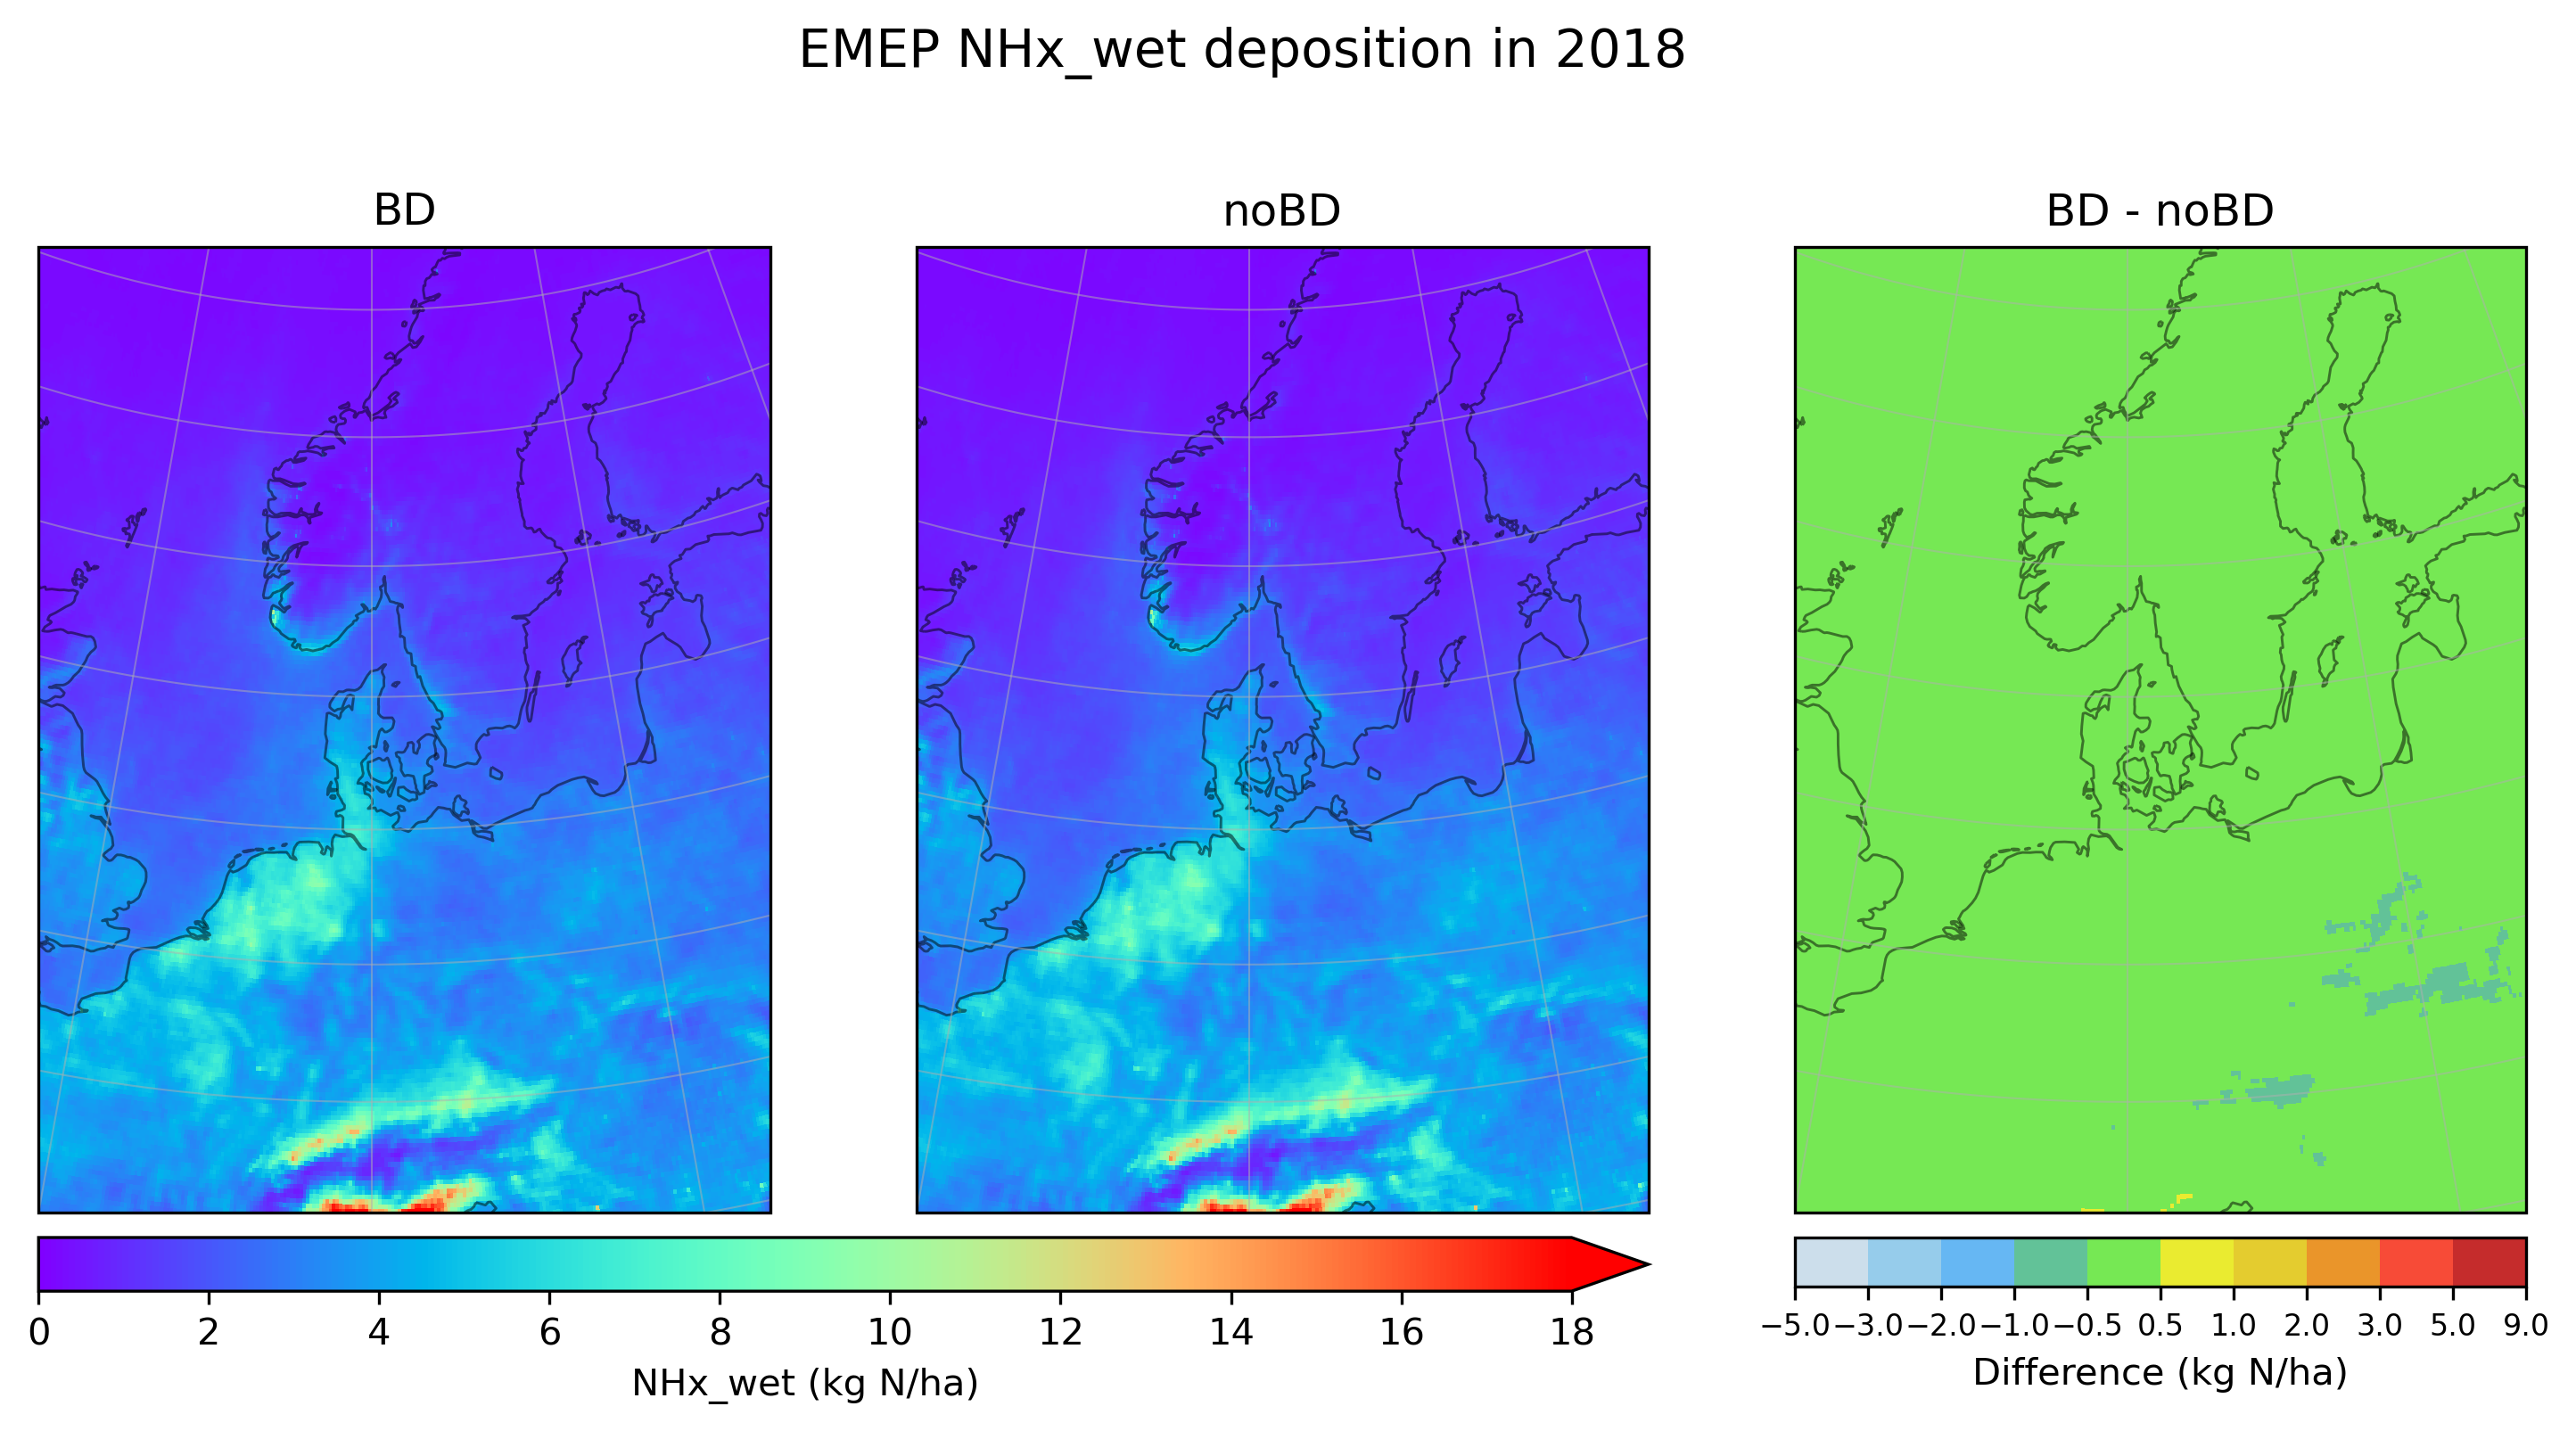 EMEP NHx_wet deposition in 2018
BD
noBD
BD - noBD
0 2 4 6 8 10 12 14 16 18
NHx_wet (kg N/ha)
−5.0 −3.0 −2.0 −1.0 −0.5 0.5 1.0 2.0 3.0 5.0 9.0
Difference (kg N/ha)